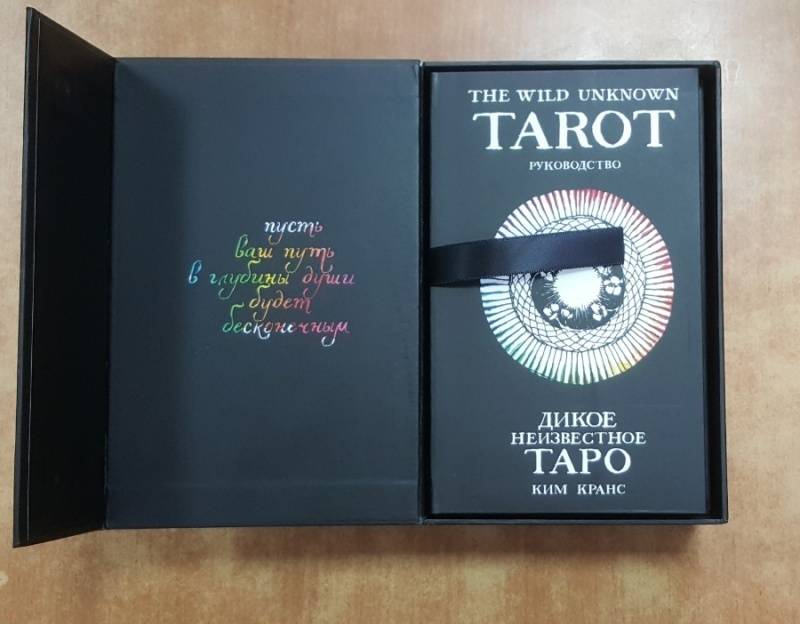 пусть
ваш путь
в глубины души
будет
бесконечным
THE WILD UNKNOWN
TAROT
РУКОВОДСТВО
ДИКОЕ
НЕИЗВЕСТНОЕ
ТАРО
КИМ КРАНС